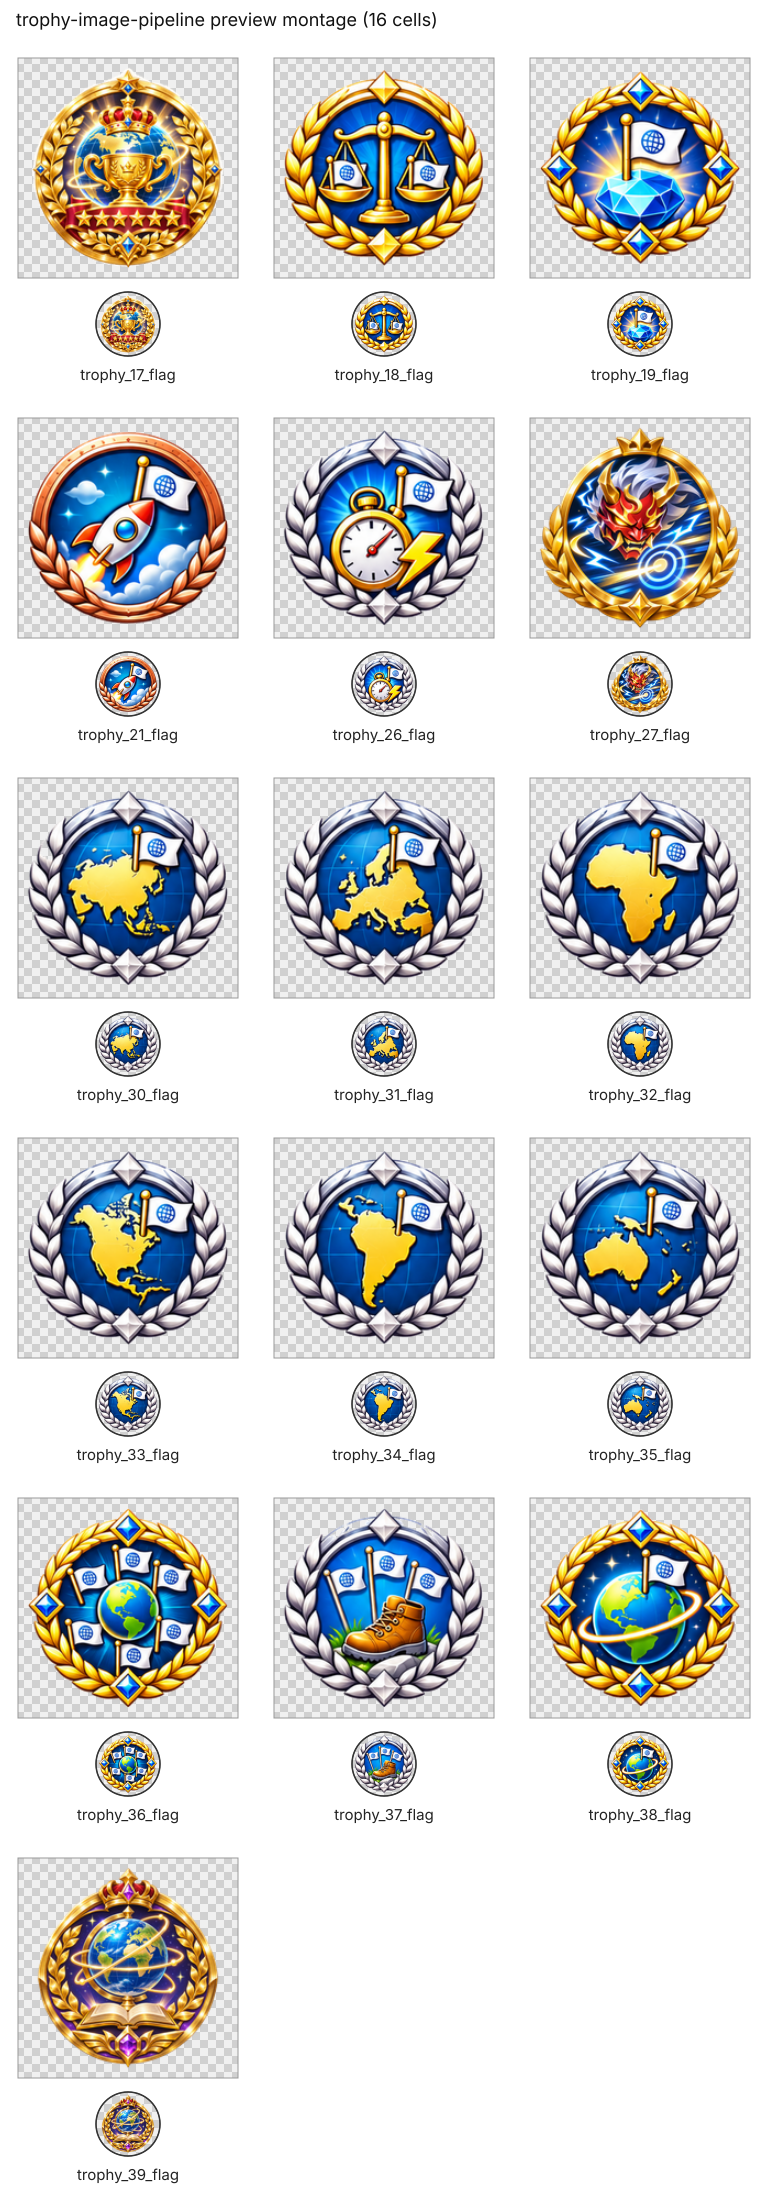 trophy-image-pipeline preview montage (16 cells)
trophy_17_flag
trophy_18_flag
trophy_19_flag
trophy_21_flag
trophy_26_flag
trophy_27_flag
trophy_30_flag
trophy_31_flag
trophy_32_flag
trophy_33_flag
trophy_34_flag
trophy_35_flag
trophy_36_flag
trophy_37_flag
trophy_38_flag
trophy_39_flag